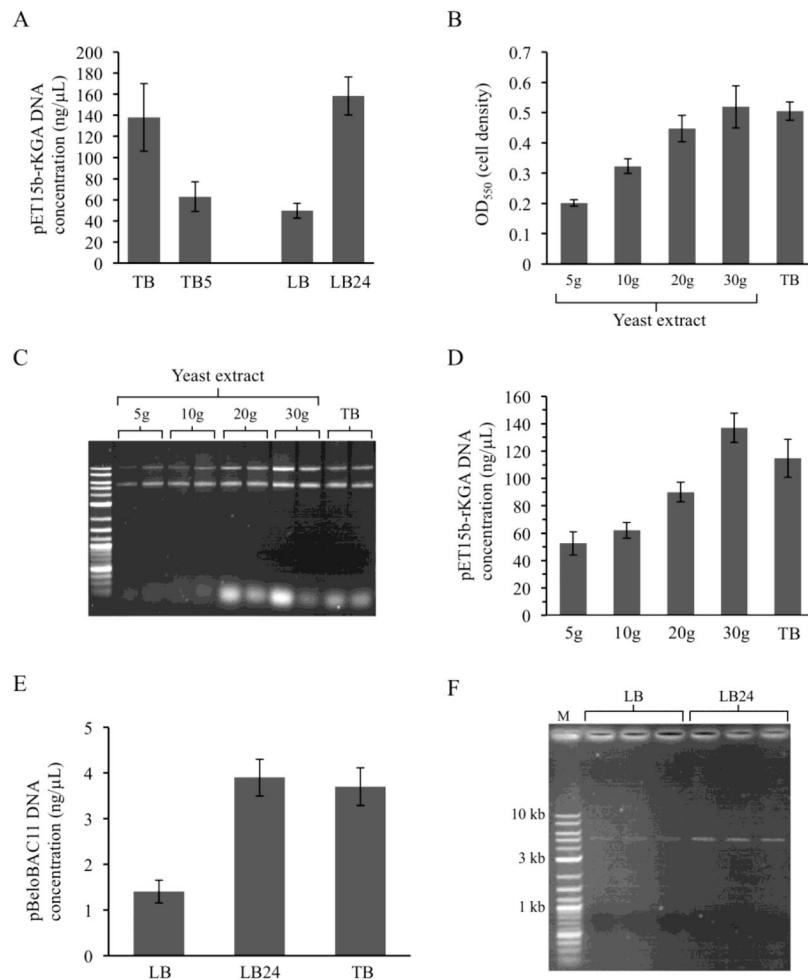 A
pET15b-rKGA DNA
concentration (ng/μL)
200
180
160
140
120
100
80
60
40
20
0
TB TB5 LB LB24
B
OD550 (cell density)
0.7
0.6
0.5
0.4
0.3
0.2
0.1
0
5g 10g 20g 30g TB
Yeast extract
C
Yeast extract
5g 10g 20g 30g TB
D
pET15b-rKGA DNA
concentration (ng/μL)
160
140
120
100
80
60
40
20
0
5g 10g 20g 30g TB
E
pBeloBAC11 DNA
concentration (ng/μL)
5
4
3
2
1
0
LB LB24 TB
F
LB LB24
M
10 kb
3 kb
1 kb